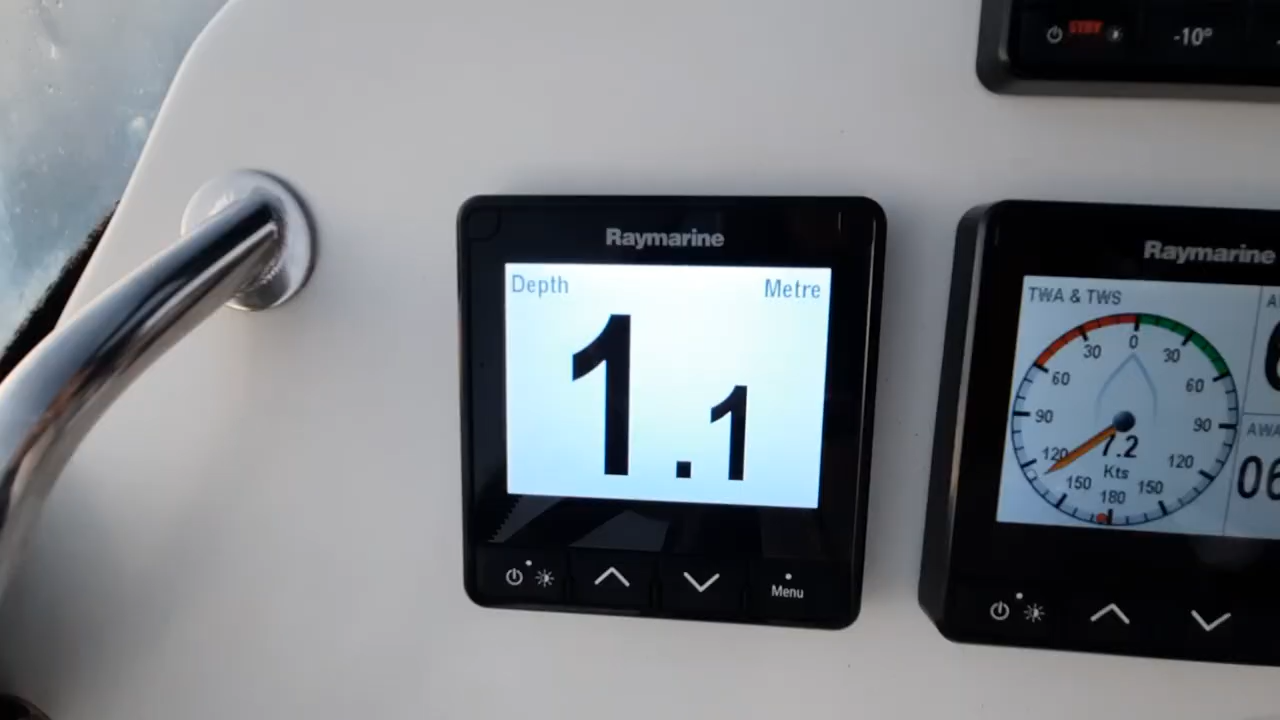 STBY
-10°
Raymarine
Depth
Metre
1.1
Menu
Raymarine
TWA & TWS
0
30
30
60
60
90
90
120
120
150
150
180
7.2
Kts
AWA
06